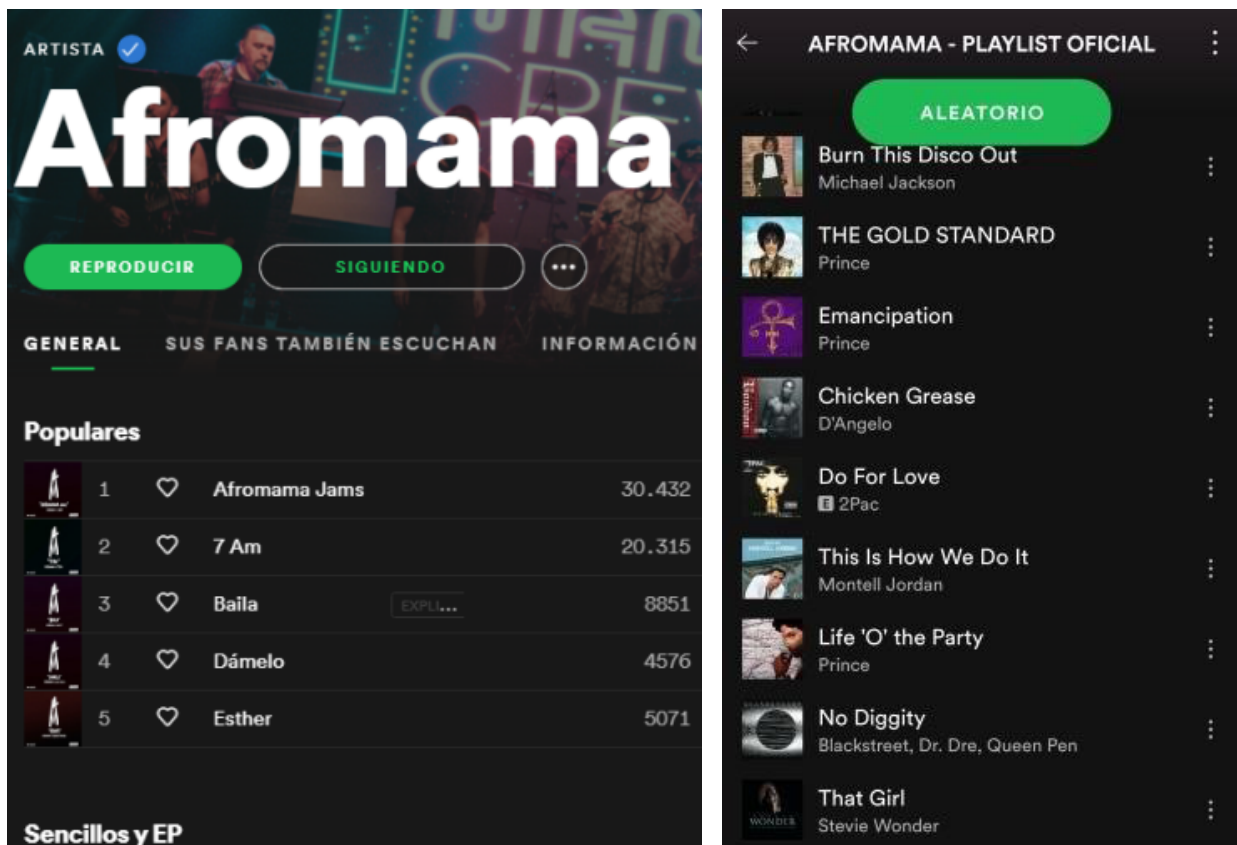 ARTISTA
Afromama
REPRODUCIR
SIGUIENDO
GENERAL
SUS FANS TAMBIÉN ESCUCHAN
INFORMACIÓN
Populares
1 Afromama Jams 30.432
2 7 Am 20.315
3 Baila EXPLI... 8851
4 Dámelo 4576
5 Esther 5071
Sencillos y EP
AFROMAMA - PLAYLIST OFICIAL
ALEATORIO
Burn This Disco Out
Michael Jackson
THE GOLD STANDARD
Prince
Emancipation
Prince
Chicken Grease
D'Angelo
Do For Love
E 2Pac
This Is How We Do It
Montell Jordan
Life 'O' the Party
Prince
No Diggity
Blackstreet, Dr. Dre, Queen Pen
WONDER
That Girl
Stevie Wonder